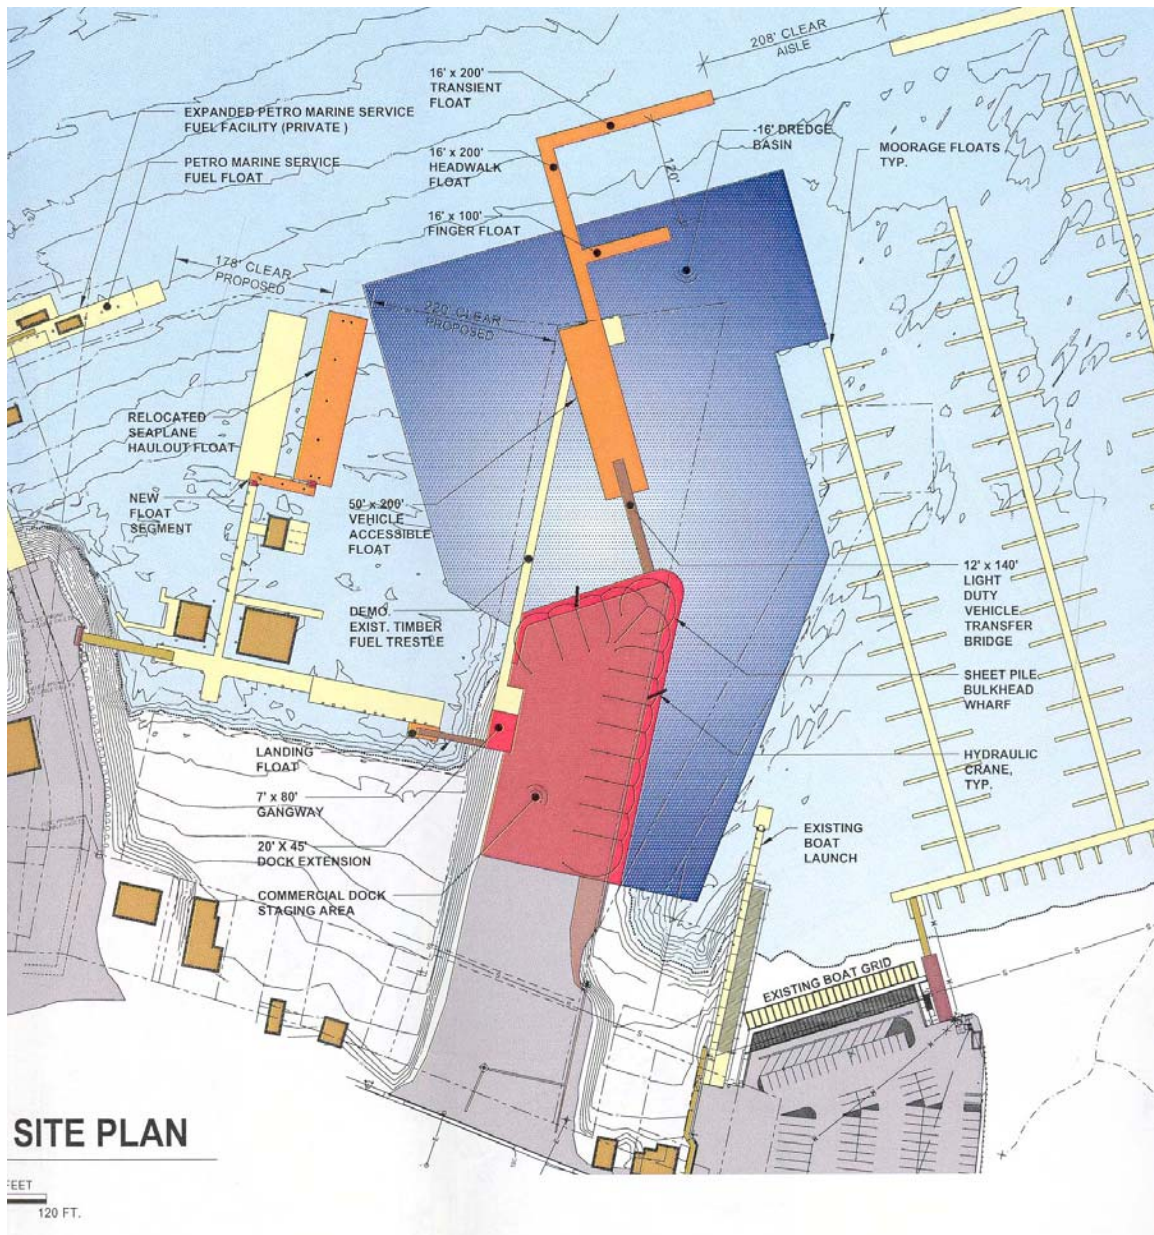 208' CLEAR
AISLE
16' x 200'
TRANSIENT
FLOAT
EXPANDED PETRO MARINE SERVICE
FUEL FACILITY (PRIVATE )
-16' DREDGE
BASIN
MOORAGE FLOATS
TYP.
PETRO MARINE SERVICE
FUEL FLOAT
16' x 200'
HEADWALK
FLOAT
120'
16' x 100'
FINGER FLOAT
178' CLEAR
PROPOSED
220' CLEAR
PROPOSED
RELOCATED
SEAPLANE
HAULOUT FLOAT
NEW
FLOAT
SEGMENT
50' x 200'
VEHICLE
ACCESSIBLE
FLOAT
12' x 140'
LIGHT
DUTY
VEHICLE
TRANSFER
BRIDGE
DEMO
EXIST. TIMBER
FUEL TRESTLE
SHEET PILE
BULKHEAD
WHARF
LANDING
FLOAT
HYDRAULIC
CRANE,
TYP.
7' x 80'
GANGWAY
EXISTING
BOAT
LAUNCH
20' X 45'
DOCK EXTENSION
COMMERCIAL DOCK
STAGING AREA
EXISTING BOAT GRID
SITE PLAN
FEET
120 FT.